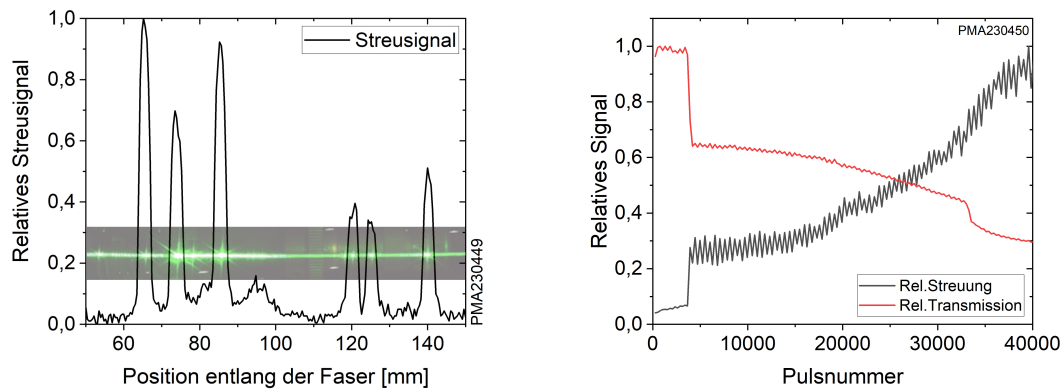 Streusignal
Relatives Streusignal
1,0
0,8
0,6
0,4
0,2
0,0
60
80
100
120
140
Position entlang der Faser [mm]
PMA230449
PMA230450
Relatives Signal
1,0
0,8
0,6
0,4
0,2
0,0
Rel.Streuung
Rel.Transmission
0
10000
20000
30000
40000
Pulsnummer